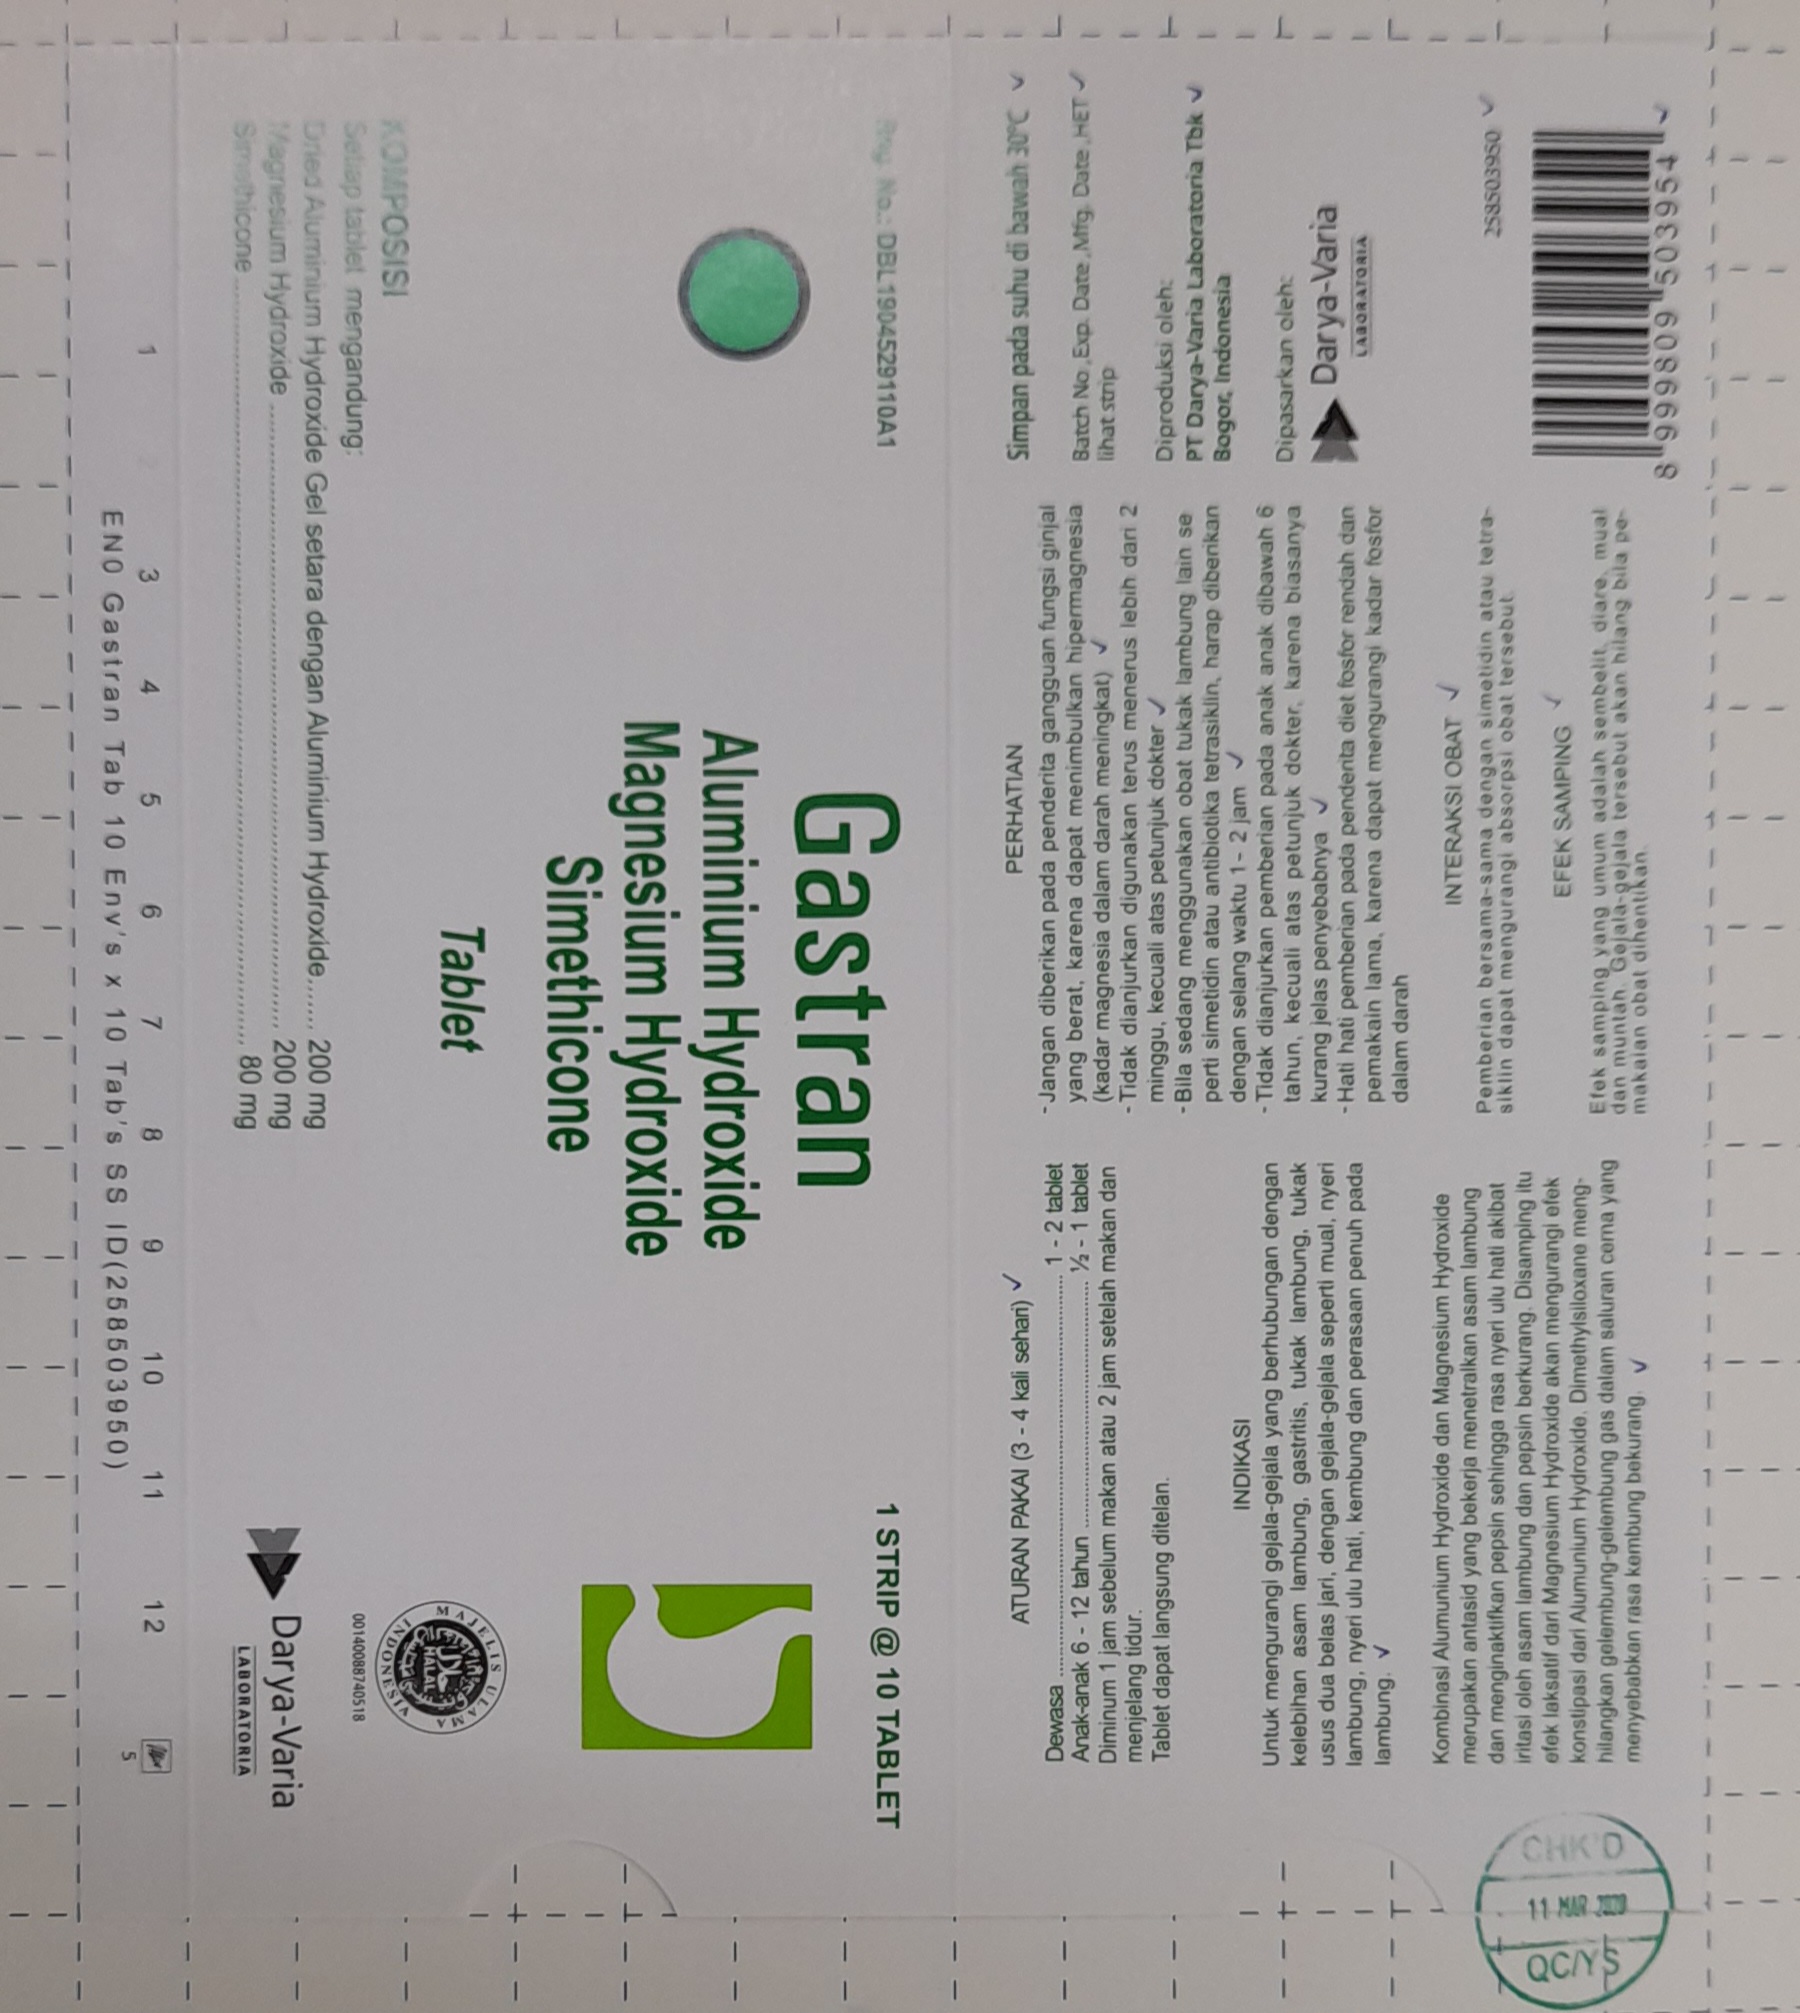 Reg. No.: DBL1904529110A1
1 STRIP @ 10 TABLET
Gastran
Aluminium Hydroxide
Magnesium Hydroxide
Simethicone
Tablet
MAJELIS ULAMA
INDONESIA
HALAL
00140088740518
KOMPOSISI
Setiap tablet mengandung:
Dried Aluminium Hydroxide Gel setara dengan Aluminium Hydroxide...... 200 mg
Magnesium Hydroxide ........................................ 200 mg
Simethicone ........................................ 80 mg
Darya-Varia
LABORATORIA
1 3 4 5 6 7 8 9 10 11 12
5
EN0 Gastran Tab 10 Env's x 10 Tab's SS ID(258503950)
ATURAN PAKAI (3 - 4 kali sehari)
Dewasa ........................................ 1 - 2 tablet
Anak-anak 6 - 12 tahun ........................................ ½ - 1 tablet
Diminum 1 jam sebelum makan atau 2 jam setelah makan dan
menjelang tidur.
Tablet dapat langsung ditelan.
INDIKASI
Untuk mengurangi gejala-gejala yang berhubungan dengan
kelebihan asam lambung, gastritis, tukak lambung, tukak
usus dua belas jari, dengan gejala-gejala seperti mual, nyeri
lambung, nyeri ulu hati, kembung dan perasaan penuh pada
lambung.
Kombinasi Alumunium Hydroxide dan Magnesium Hydroxide
merupakan antasid yang bekerja menetralkan asam lambung
dan menginaktifkan pepsin sehingga rasa nyeri ulu hati akibat
iritasi oleh asam lambung dan pepsin berkurang. Disamping itu
efek laksatif dari Magnesium Hydroxide akan mengurangi efek
konstipasi dari Alumunium Hydroxide. Dimethylsiloxane meng-
hilangkan gelembung-gelembung gas dalam saluran cerna yang
menyebabkan rasa kembung bekurang.
PERHATIAN
- Jangan diberikan pada penderita gangguan fungsi ginjal
yang berat, karena dapat menimbulkan hipermagnesia
(kadar magnesia dalam darah meningkat)
- Tidak dianjurkan digunakan terus menerus lebih dari 2
minggu, kecuali atas petunjuk dokter
- Bila sedang menggunakan obat tukak lambung lain se
perti simetidin atau antibiotika tetrasiklin, harap diberikan
dengan selang waktu 1 - 2 jam
- Tidak dianjurkan pemberian pada anak anak dibawah 6
tahun, kecuali atas petunjuk dokter, karena biasanya
kurang jelas penyebabnya
- Hati hati pemberian pada penderita diet fosfor rendah dan
pemakain lama, karena dapat mengurangi kadar fosfor
dalam darah
INTERAKSI OBAT
Pemberian bersama-sama dengan simetidin atau tetra-
siklin dapat mengurangi absorpsi obat tersebut.
EFEK SAMPING
Efek samping yang umum adalah sembelit, diare, mual
dan muntah. Gejala-gejala tersebut akan hilang bila pe-
makaian obat dihentikan.
Simpan pada suhu di bawah 30°C
Batch No.,Exp. Date,Mfg. Date,HET
lihat strip
Diproduksi oleh:
PT Darya-Varia Laboratoria Tbk
Bogor, Indonesia
Dipasarkan oleh:
Darya-Varia
LABORATORIA
258503950
8 999809 503954
CHK'D
11 MAR 2020
QC/YS